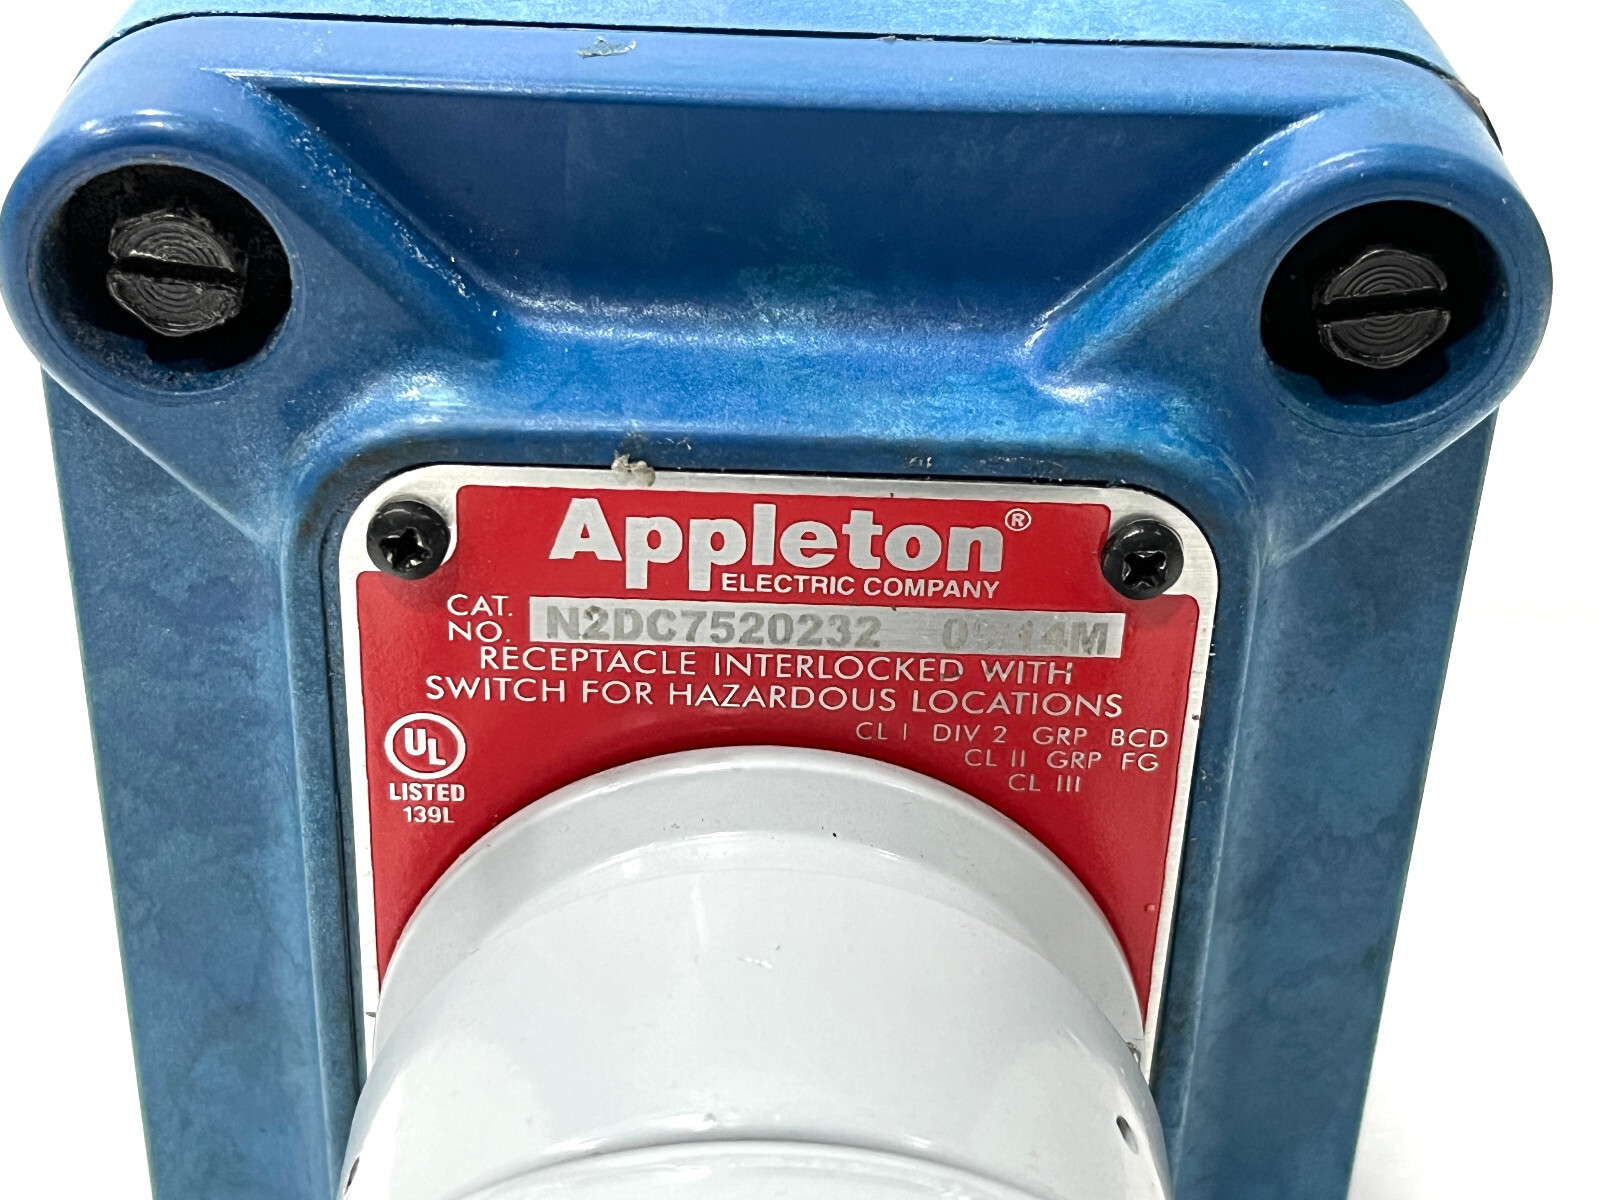 Appleton®
ELECTRIC COMPANY
CAT. NO. N2DC7520232
RECEPTACLE INTERLOCKED WITH
SWITCH FOR HAZARDOUS LOCATIONS
CL I DIV 2 GRP BCD
CL II GRP FG
CL III
UL
LISTED
139L